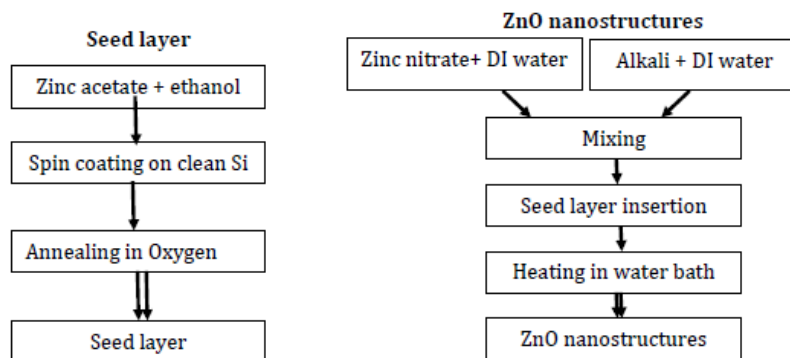 Seed layer
Zinc acetate + ethanol
Spin coating on clean Si
Annealing in Oxygen
Seed layer
ZnO nanostructures
Zinc nitrate+ DI water
Alkali + DI water
Mixing
Seed layer insertion
Heating in water bath
ZnO nanostructures